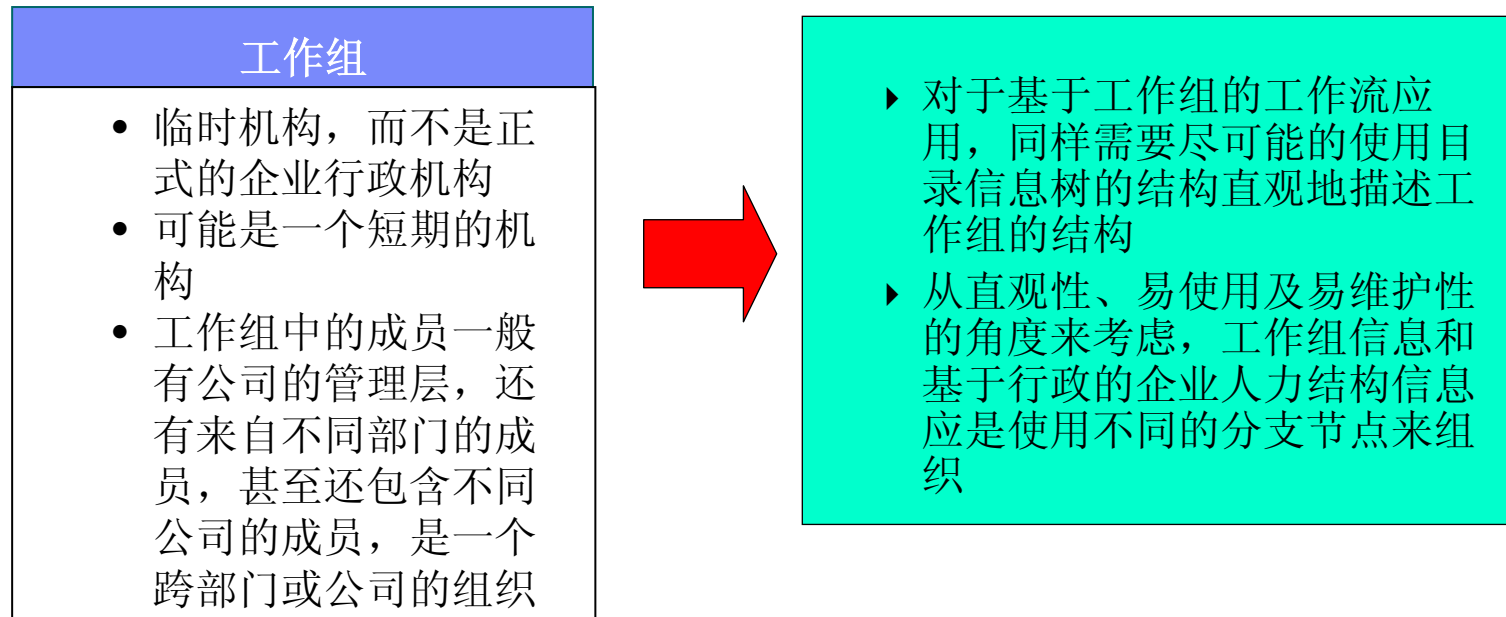 工作组
• 临时机构，而不是正
式的企业行政机构
• 可能是一个短期的机
构
• 工作组中的成员一般
有公司的管理层，还
有来自不同部门的成
员，甚至还包含不同
公司的成员，是一个
跨部门或公司的组织
对于基于工作组的工作流应
用，同样需要尽可能的使用目
录信息树的结构直观地描述工
作组的结构
从直观性、易使用及易维护性
的角度来考虑，工作组信息和
基于行政的企业人力结构信息
应是使用不同的分支节点来组
织